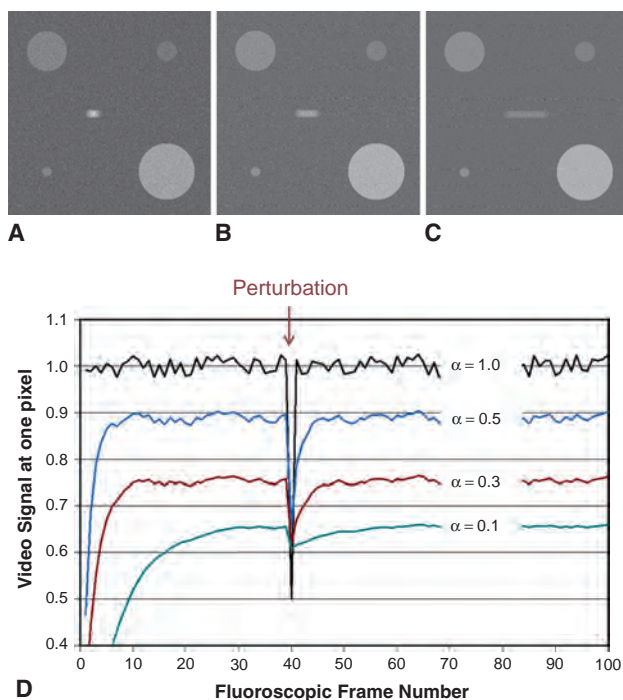 A B C
Perturbation
1.1
1.0
0.9
0.8
0.7
0.6
0.5
0.4
Video Signal at one pixel
α = 1.0
α = 0.5
α = 0.3
α = 0.1
0 10 20 30 40 50 60 70 80 90 100
D Fluoroscopic Frame Number